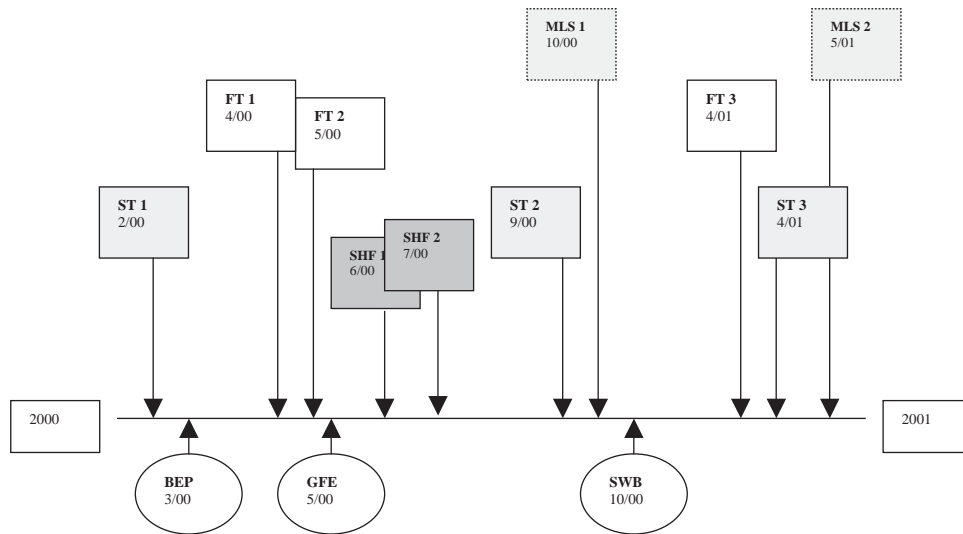 MLS 1
10/00
MLS 2
5/01
FT 1
4/00
FT 2
5/00
FT 3
4/01
ST 1
2/00
ST 2
9/00
ST 3
4/01
SHF 1
6/00
SHF 2
7/00
2000
2001
BEP
3/00
GFE
5/00
SWB
10/00